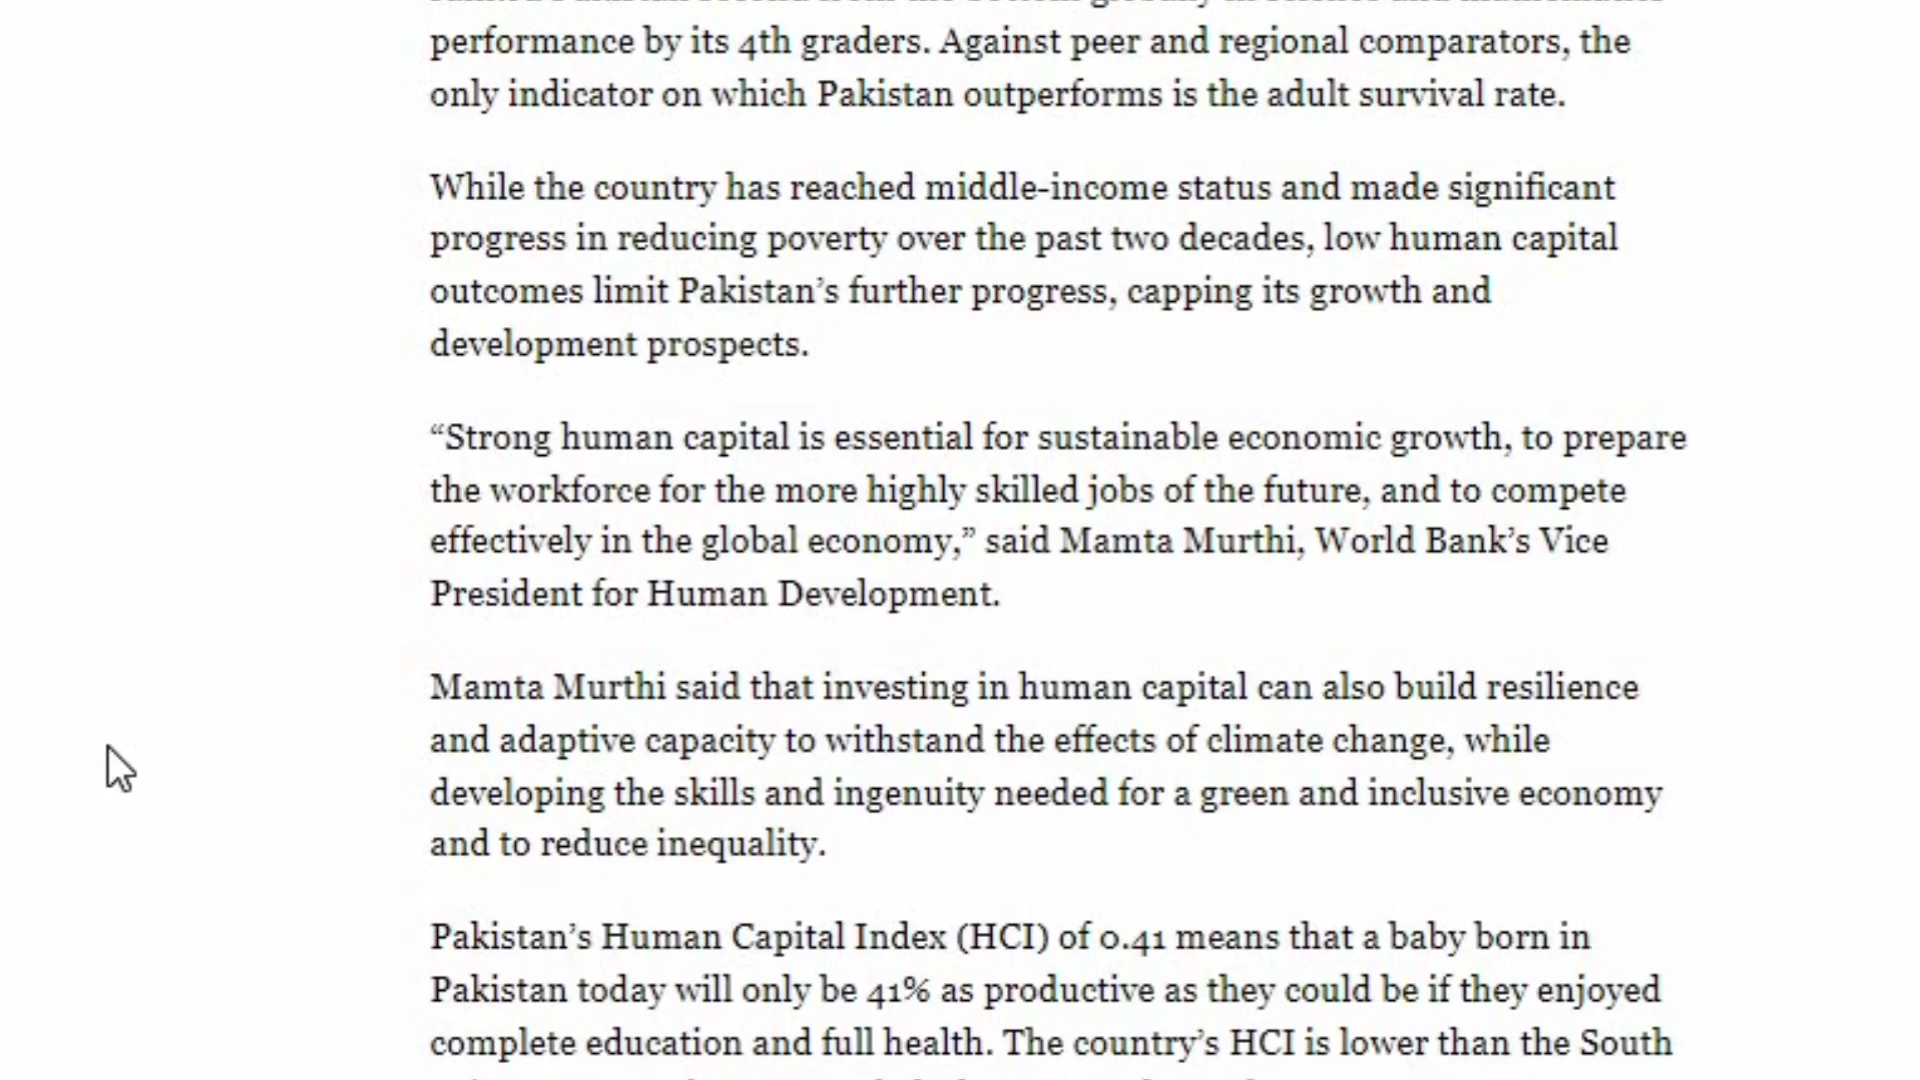 performance by its 4th graders. Against peer and regional comparators, the
only indicator on which Pakistan outperforms is the adult survival rate.
While the country has reached middle-income status and made significant
progress in reducing poverty over the past two decades, low human capital
outcomes limit Pakistan’s further progress, capping its growth and
development prospects.
“Strong human capital is essential for sustainable economic growth, to prepare
the workforce for the more highly skilled jobs of the future, and to compete
effectively in the global economy,” said Mamta Murthi, World Bank’s Vice
President for Human Development.
Mamta Murthi said that investing in human capital can also build resilience
and adaptive capacity to withstand the effects of climate change, while
developing the skills and ingenuity needed for a green and inclusive economy
and to reduce inequality.
Pakistan’s Human Capital Index (HCI) of 0.41 means that a baby born in
Pakistan today will only be 41% as productive as they could be if they enjoyed
complete education and full health. The country’s HCI is lower than the South